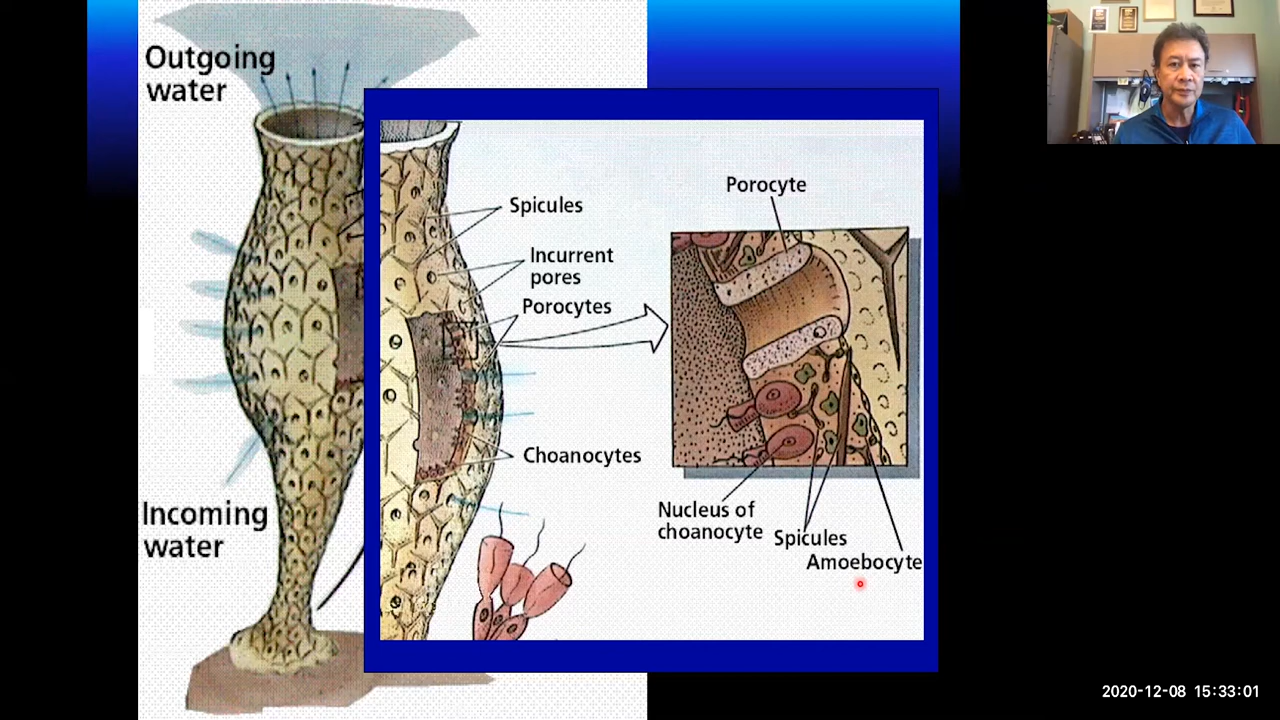 Outgoing
water
Porocyte
Spicules
Incurrent
pores
Porocytes
Choanocytes
Nucleus of
choanocyte
Spicules
Amoebocyte
Incoming
water
2020-12-08 15:33:01